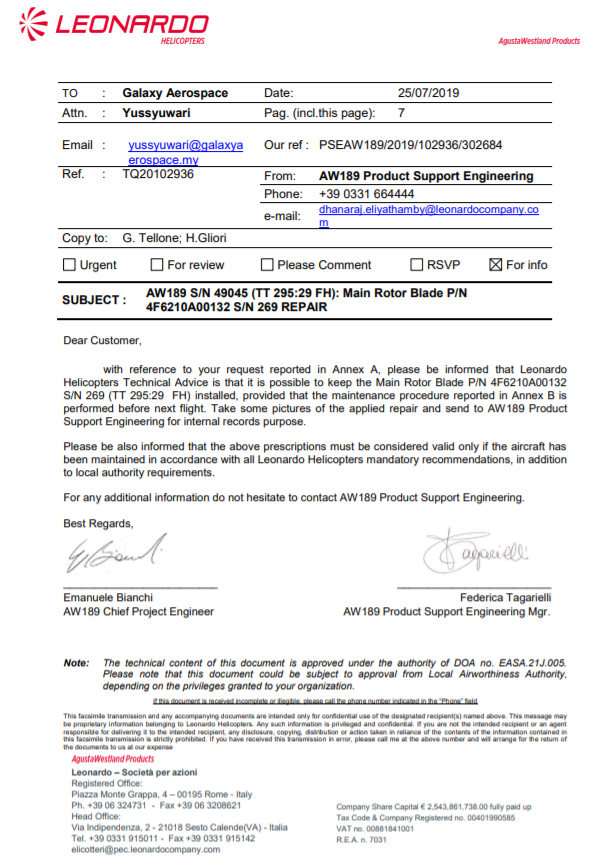 LEONARDO
HELICOPTERS
AgustaWestland Products
TO : Galaxy Aerospace Date: 25/07/2019
Attn. : Yussyuwari Pag. (incl.this page): 7
Email : yussyuwari@galaxya
erospace.my
Our ref : PSEAW189/2019/102936/302684
Ref. : TQ20102936 From: AW189 Product Support Engineering
Phone: +39 0331 664444
e-mail: dhanaraj.eliyathamby@leonardocompany.co
m
Copy to: G. Tellone; H.Gliori
Urgent For review Please Comment RSVP For info
SUBJECT : AW189 S/N 49045 (TT 295:29 FH): Main Rotor Blade P/N
4F6210A00132 S/N 269 REPAIR
Dear Customer,
with reference to your request reported in Annex A, please be informed that Leonardo
Helicopters Technical Advice is that it is possible to keep the Main Rotor Blade P/N 4F6210A00132
S/N 269 (TT 295:29 FH) installed, provided that the maintenance procedure reported in Annex B is
performed before next flight. Take some pictures of the applied repair and send to AW189 Product
Support Engineering for internal records purpose.
Please be also informed that the above prescriptions must be considered valid only if the aircraft has
been maintained in accordance with all Leonardo Helicopters mandatory recommendations, in addition
to local authority requirements.
For any additional information do not hesitate to contact AW189 Product Support Engineering.
Best Regards,
Emanuele Bianchi Federica Tagarielli
AW189 Chief Project Engineer AW189 Product Support Engineering Mgr.
Note: The technical content of this document is approved under the authority of DOA no. EASA.21J.005.
Please note that this document could be subject to approval from Local Airworthiness Authority,
depending on the privileges granted to your organization.
If this document is received incomplete or illegible, please call the phone number indicated in the "Phone" field
This facsimile transmission and any accompanying documents are intended only for confidential use of the designated recipient(s) named above. This message may
be proprietary information belonging to Leonardo Helicopters. Any such information is privileged and confidential. If you are not the intended recipient or an agent
responsible for delivering it to the intended recipient, any disclosure, copying, distribution or action taken in reliance of the contents of the information contained in
this facsimile transmission is strictly prohibited. If you have received this transmission in error, please call me at the above number and will arrange for the return of
the documents to us at our expense
AgustaWestland Products
Leonardo – Società per azioni
Registered Office:
Piazza Monte Grappa, 4 – 00195 Rome - Italy
Ph. +39 06 324731 - Fax +39 06 3208621
Head Office:
Via Indipendenza, 2 - 21018 Sesto Calende(VA) - Italia
Tel. +39 0331 915011 - Fax +39 0331 915142
elicotteri@pec.leonardocompany.com
Company Share Capital € 2,543,861,738.00 fully paid up
Tax Code & Company Registered no. 00401990585
VAT no. 00881841001
R.E.A. n. 7031